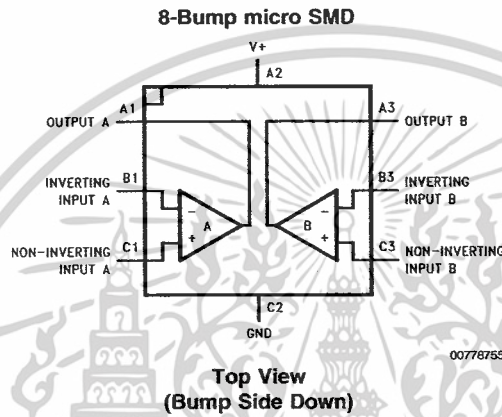 8-Bump micro SMD
V+
A2
A1
A3
OUTPUT A
OUTPUT B
B1
B3
INVERTING
INPUT A
INVERTING
INPUT B
−
A
+
−
B
+
C1
C3
NON-INVERTING
INPUT A
NON-INVERTING
INPUT B
C2
GND
00778755
Top View
(Bump Side Down)